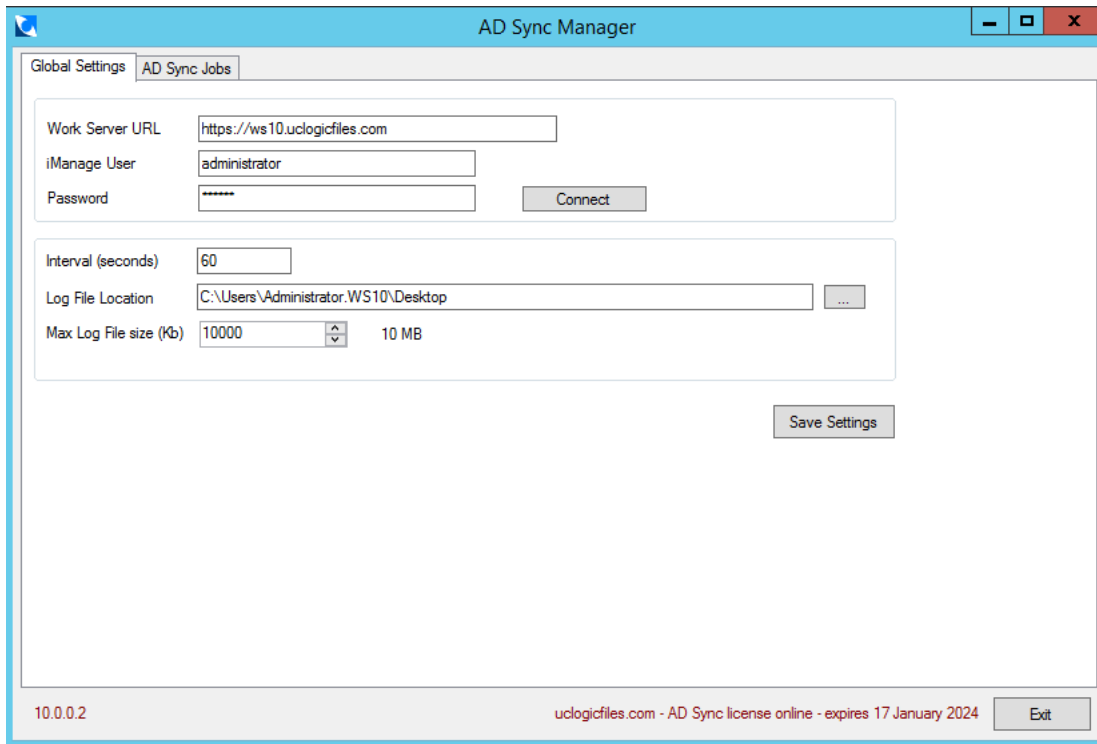 AD Sync Manager
Global Settings AD Sync Jobs
Work Server URL https://ws10.uclogicfiles.com
iManage User administrator
Password ****** Connect
Interval (seconds) 60
Log File Location C:\Users\Administrator.WS10\Desktop ...
Max Log File size (Kb) 10000 10 MB
Save Settings
10.0.0.2 uclogicfiles.com - AD Sync license online - expires 17 January 2024 Exit